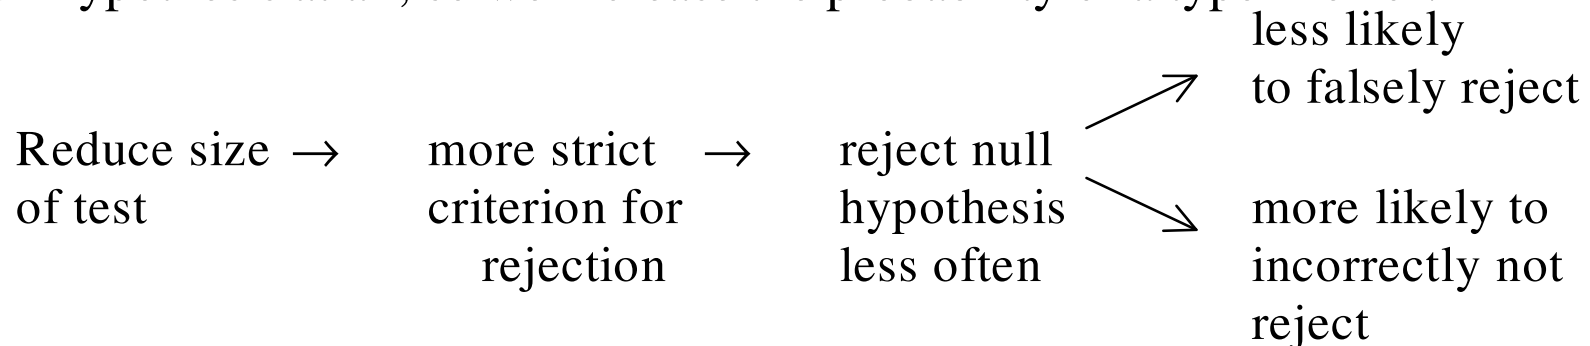 less likely
to falsely reject
Reduce size → more strict → reject null
of test criterion for hypothesis more likely to
rejection less often incorrectly not
reject